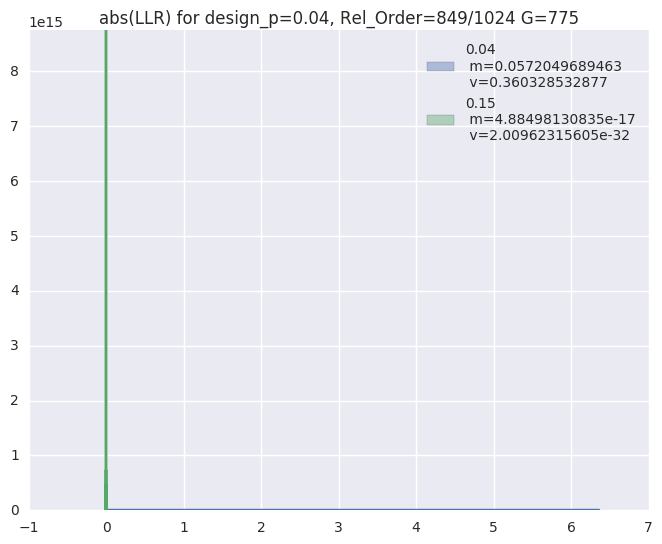 abs(LLR) for design_p=0.04, Rel_Order=849/1024 G=775
1e15
0.04
m=0.0572049689463
v=0.360328532877
0.15
m=4.88498130835e-17
v=2.00962315605e-32
8
7
6
5
4
3
2
1
0
−1 0 1 2 3 4 5 6 7